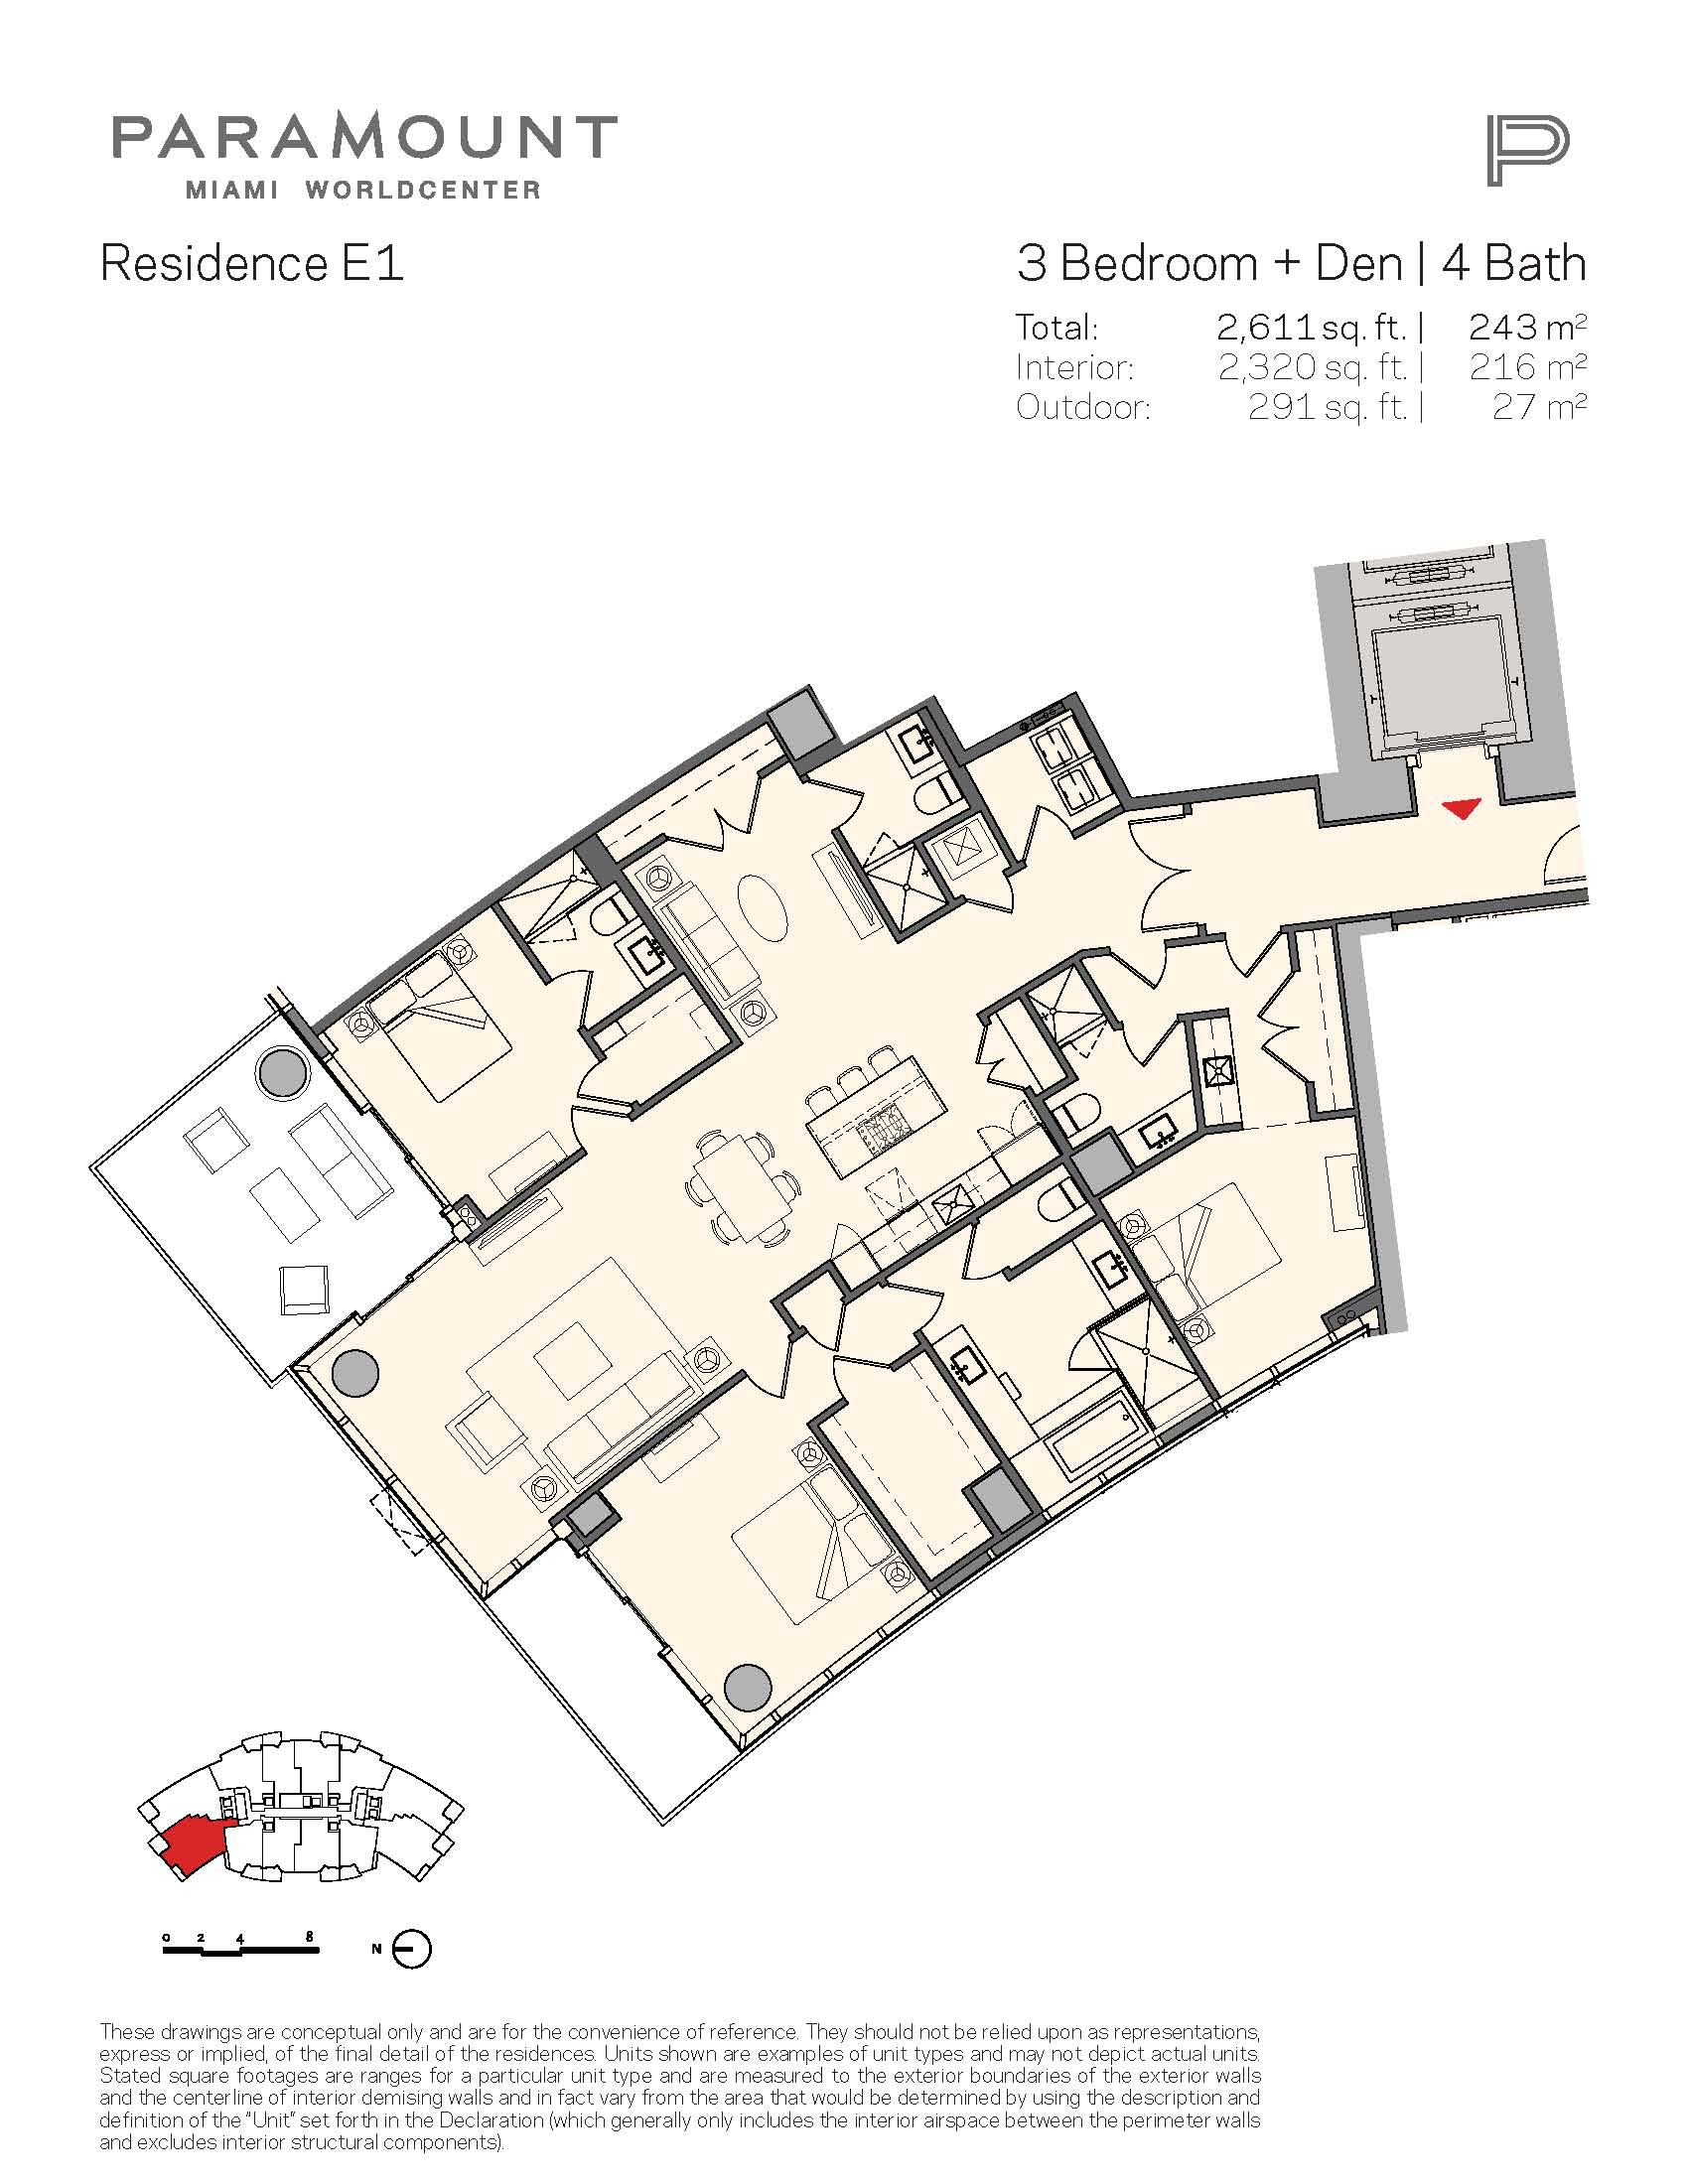 PARAMOUNT
MIAMI WORLDCENTER
P
Residence E1
3 Bedroom + Den | 4 Bath
Total: 2,611 sq. ft. | 243 m²
Interior: 2,320 sq. ft. | 216 m²
Outdoor: 291 sq. ft. | 27 m²
0 2 4 8
N
These drawings are conceptual only and are for the convenience of reference. They should not be relied upon as representations,
express or implied, of the final detail of the residences. Units shown are examples of unit types and may not depict actual units.
Stated square footages are ranges for a particular unit type and are measured to the exterior boundaries of the exterior walls
and the centerline of interior demising walls and in fact vary from the area that would be determined by using the description and
definition of the "Unit" set forth in the Declaration (which generally only includes the interior airspace between the perimeter walls
and excludes interior structural components).